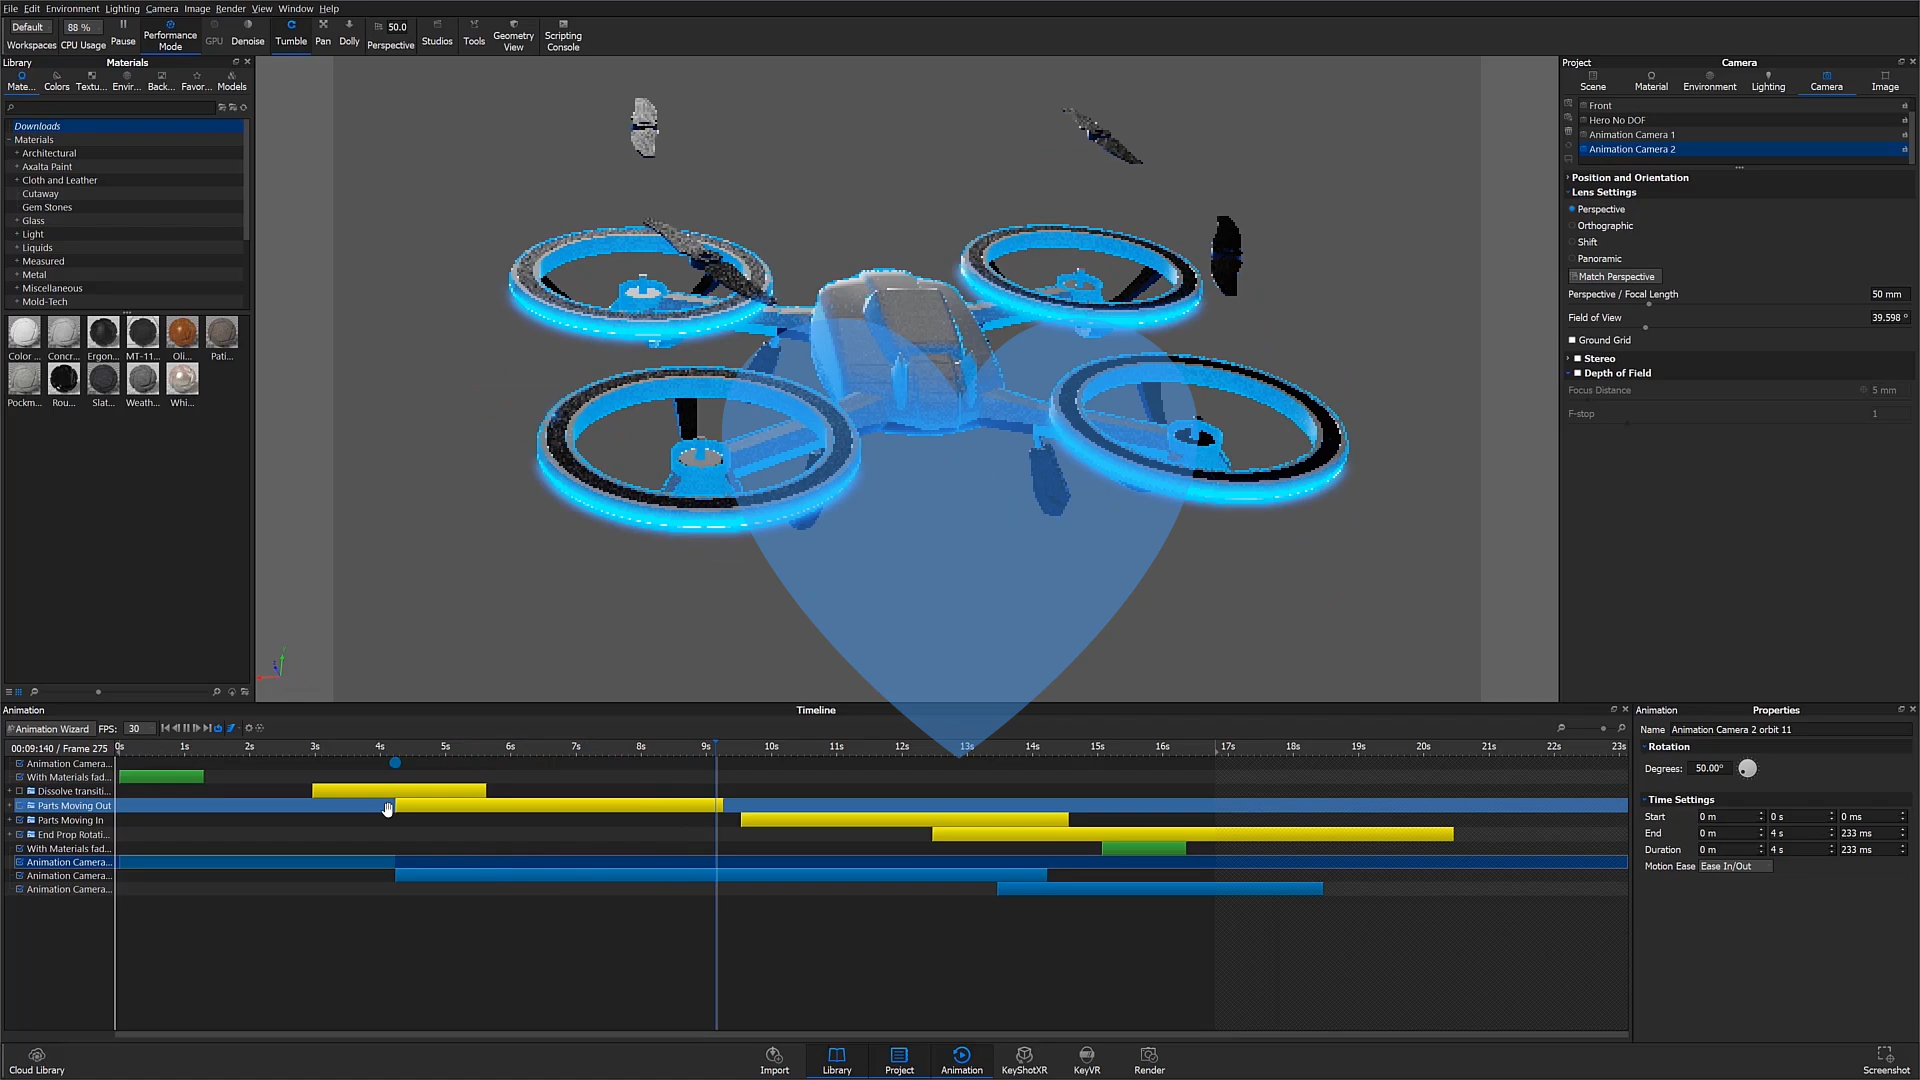 File Edit Environment Lighting Camera Image Render View Window Help
Default 88 % 50.0
Workspaces CPU Usage Pause Performance Mode GPU Denoise Tumble Pan Dolly Perspective Studios Tools Geometry View Scripting Console
Library Materials
Mate... Colors Textu... Envir... Back... Favor... Models
Downloads
Materials
Architectural
Axalta Paint
Cloth and Leather
Cutaway
Gem Stones
Glass
Light
Liquids
Measured
Metal
Miscellaneous
Mold-Tech
Color ... Concr... Ergon... MT-11... Oli... Pati...
Pockm... Rou... Slat... Weath... Whi...
Project Camera
Scene Material Environment Lighting Camera Image
Front
Hero No DOF
Animation Camera 1
Animation Camera 2
Position and Orientation
Lens Settings
Perspective
Orthographic
Shift
Panoramic
Match Perspective
Perspective / Focal Length 50 mm
Field of View 39.598 °
Ground Grid
Stereo
Depth of Field
Focus Distance 5 mm
F-stop 1
Animation Timeline
Animation Wizard FPS: 30
00:09:140 / Frame 275 0s 1s 2s 3s 4s 5s 6s 7s 8s 9s 10s 11s 12s 13s 14s 15s 16s 17s 18s 19s 20s 21s 22s 23s
Animation Camera...
With Materials fad...
Dissolve transiti...
Parts Moving Out
Parts Moving In
End Prop Rotati...
With Materials fad...
Animation Camera...
Animation Camera...
Animation Camera...
Animation Properties
Name Animation Camera 2 orbit 11
Rotation
Degrees: 50.00°
Time Settings
Start 0 m 0 s 0 ms
End 0 m 4 s 233 ms
Duration 0 m 4 s 233 ms
Motion Ease Ease In/Out
Cloud Library Import Library Project Animation KeyShotXR KeyVR Render Screenshot